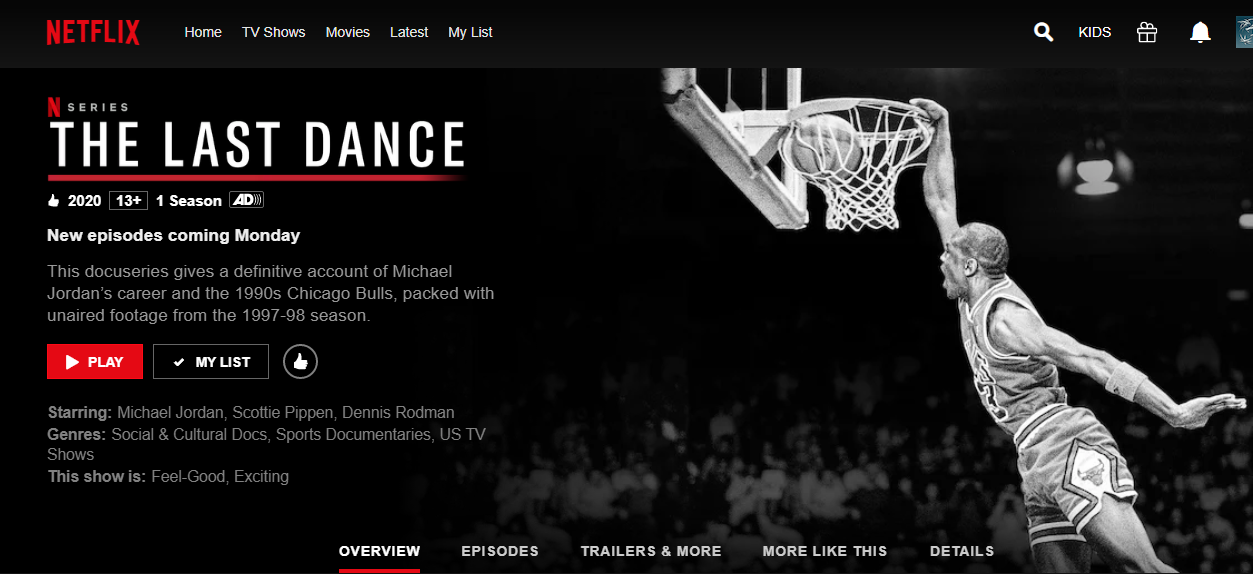 NETFLIX Home TV Shows Movies Latest My List KIDS
N SERIES
THE LAST DANCE
2020 13+ 1 Season AD
New episodes coming Monday
This docuseries gives a definitive account of Michael
Jordan’s career and the 1990s Chicago Bulls, packed with
unaired footage from the 1997-98 season.
PLAY MY LIST
Starring: Michael Jordan, Scottie Pippen, Dennis Rodman
Genres: Social & Cultural Docs, Sports Documentaries, US TV
Shows
This show is: Feel-Good, Exciting
OVERVIEW EPISODES TRAILERS & MORE MORE LIKE THIS DETAILS